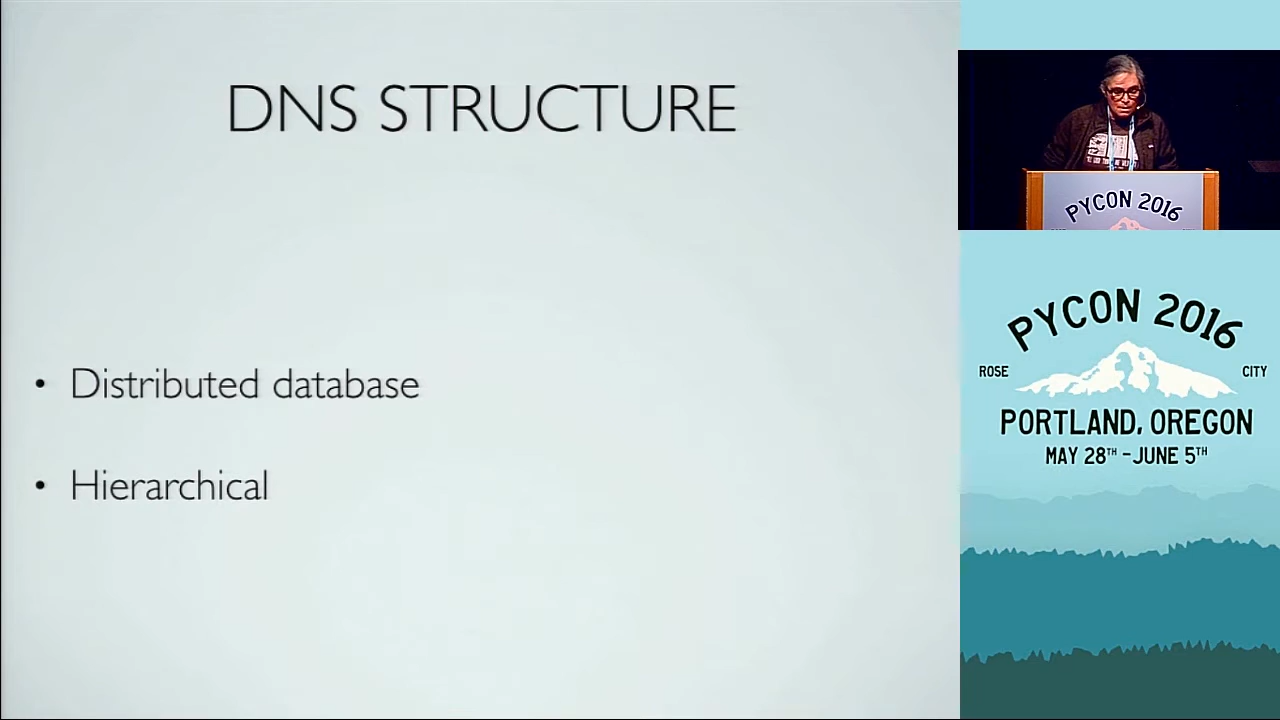 DNS STRUCTURE
• Distributed database
• Hierarchical
PYCON 2016
PYCON 2016
ROSE CITY
PORTLAND, OREGON
MAY 28TH - JUNE 5TH